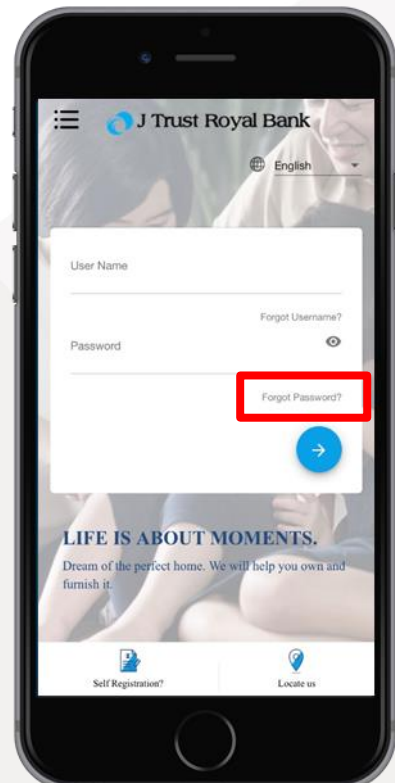 J Trust Royal Bank
English
User Name
Forgot Username?
Password
Forgot Password?
LIFE IS ABOUT MOMENTS.
Dream of the perfect home. We will help you own and
furnish it.
Self Registration?
Locate us